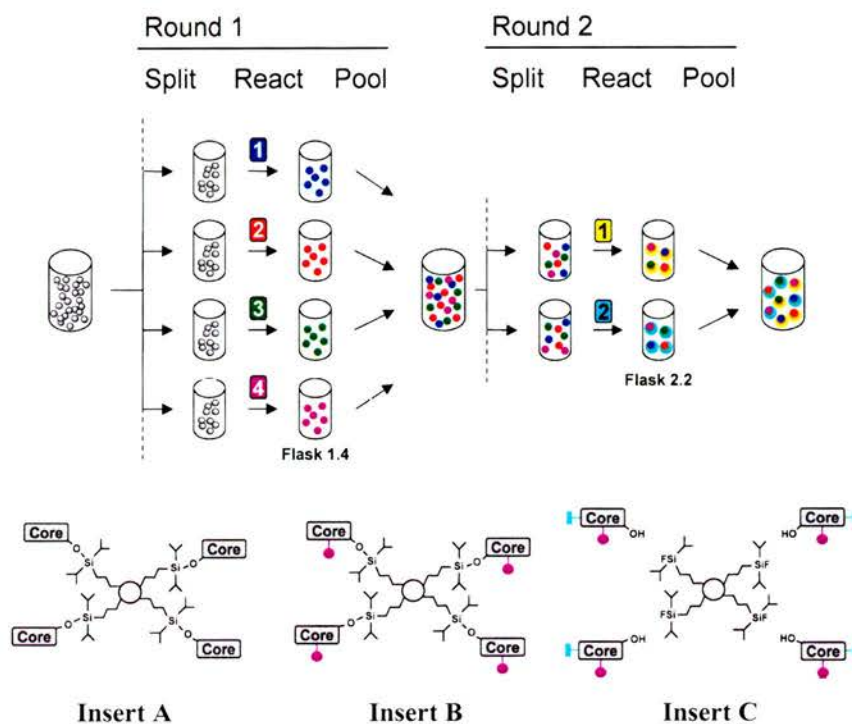 Round 1 Round 2
Split React Pool Split React Pool
1
2 1
3 2
4
Flask 2.2
Flask 1.4
Core Core O Si Si O Si Si O O Core Core
Core Core O Si Si O Si Si O O Core Core
Core OH HO Core FSi SiF FSi SiF Core OH HO Core
Insert A Insert B Insert C